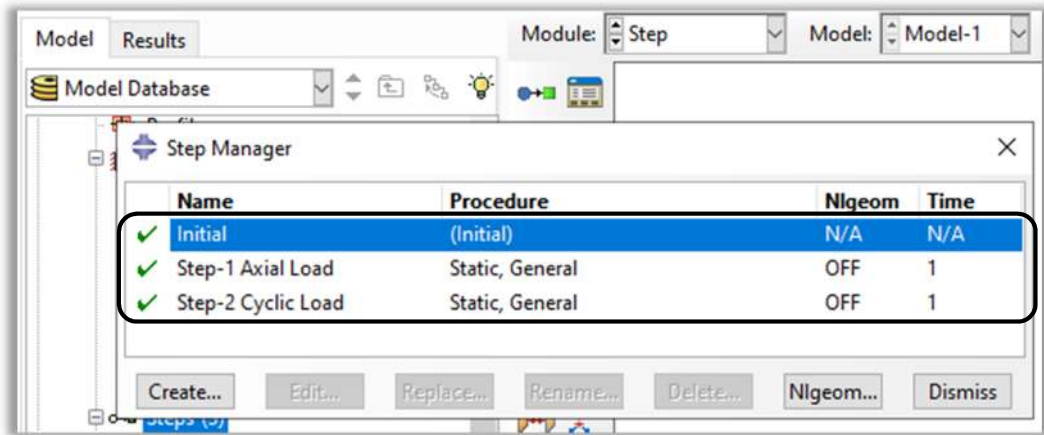 Model Results Module: Step Model: Model-1
Model Database
Step Manager
Name Procedure Nlgeom Time
Initial (Initial) N/A N/A
Step-1 Axial Load Static, General OFF 1
Step-2 Cyclic Load Static, General OFF 1
Create... Edit... Replace... Rename... Delete... Nlgeom... Dismiss
Steps (3)